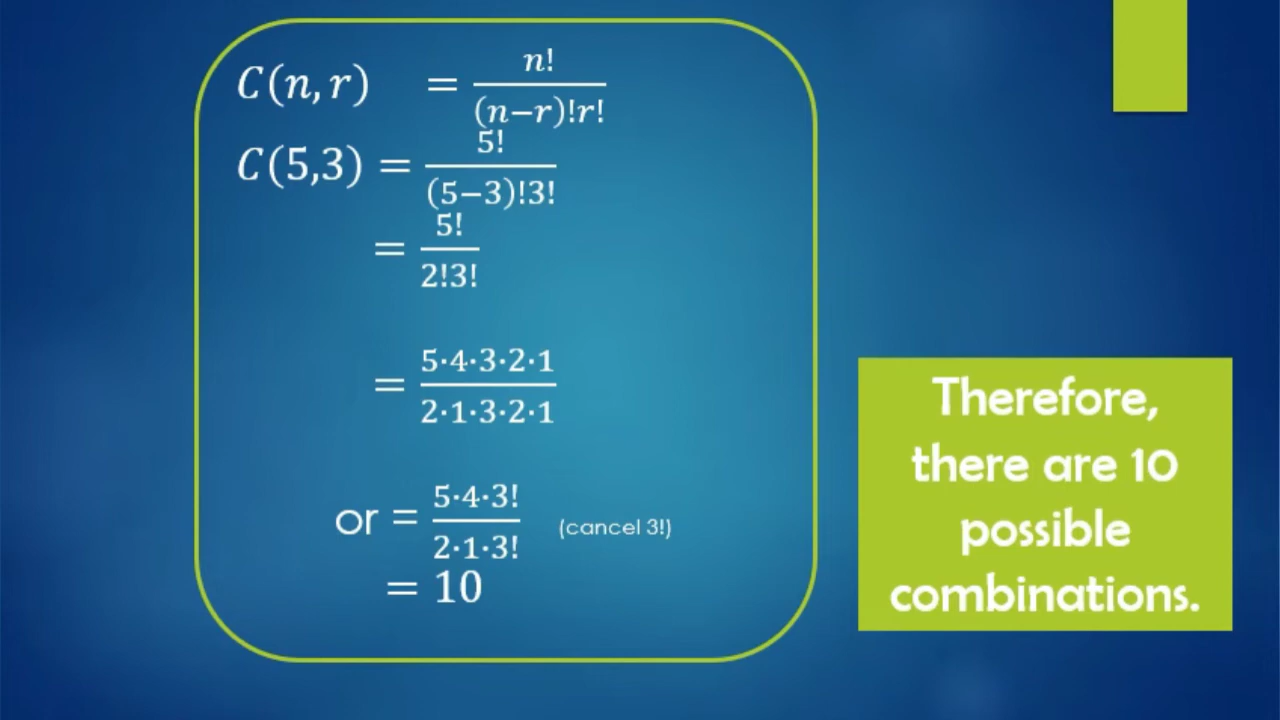 C(n, r) = n!/(n−r)!r!
C(5,3) = 5!/(5−3)!3!
= 5!/2!3!
= 5·4·3·2·1/2·1·3·2·1
or = 5·4·3!/2·1·3! (cancel 3!)
= 10
Therefore,
there are 10
possible
combinations.